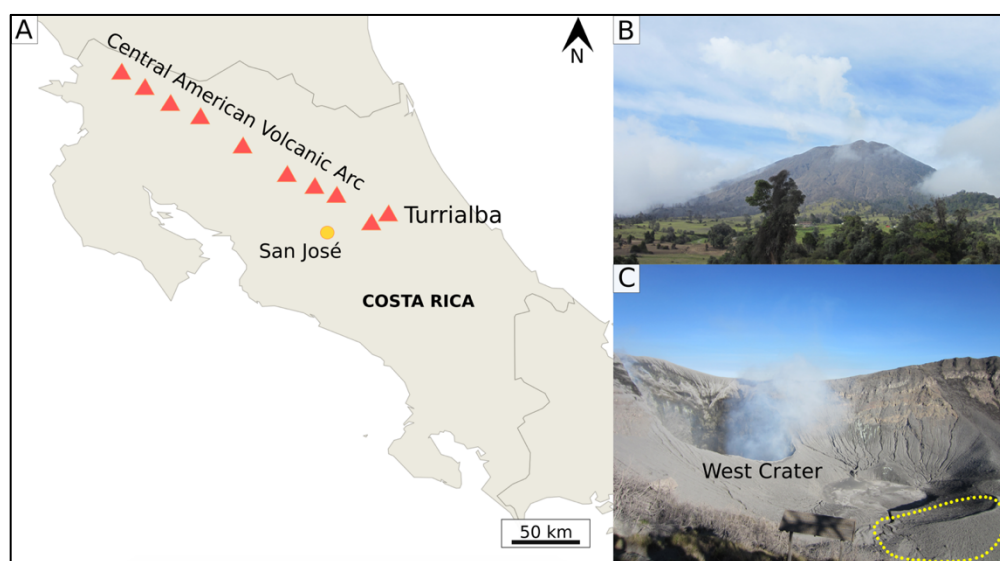 A
Central American Volcanic Arc
N
Turrialba
San José
COSTA RICA
50 km
B
C
West Crater